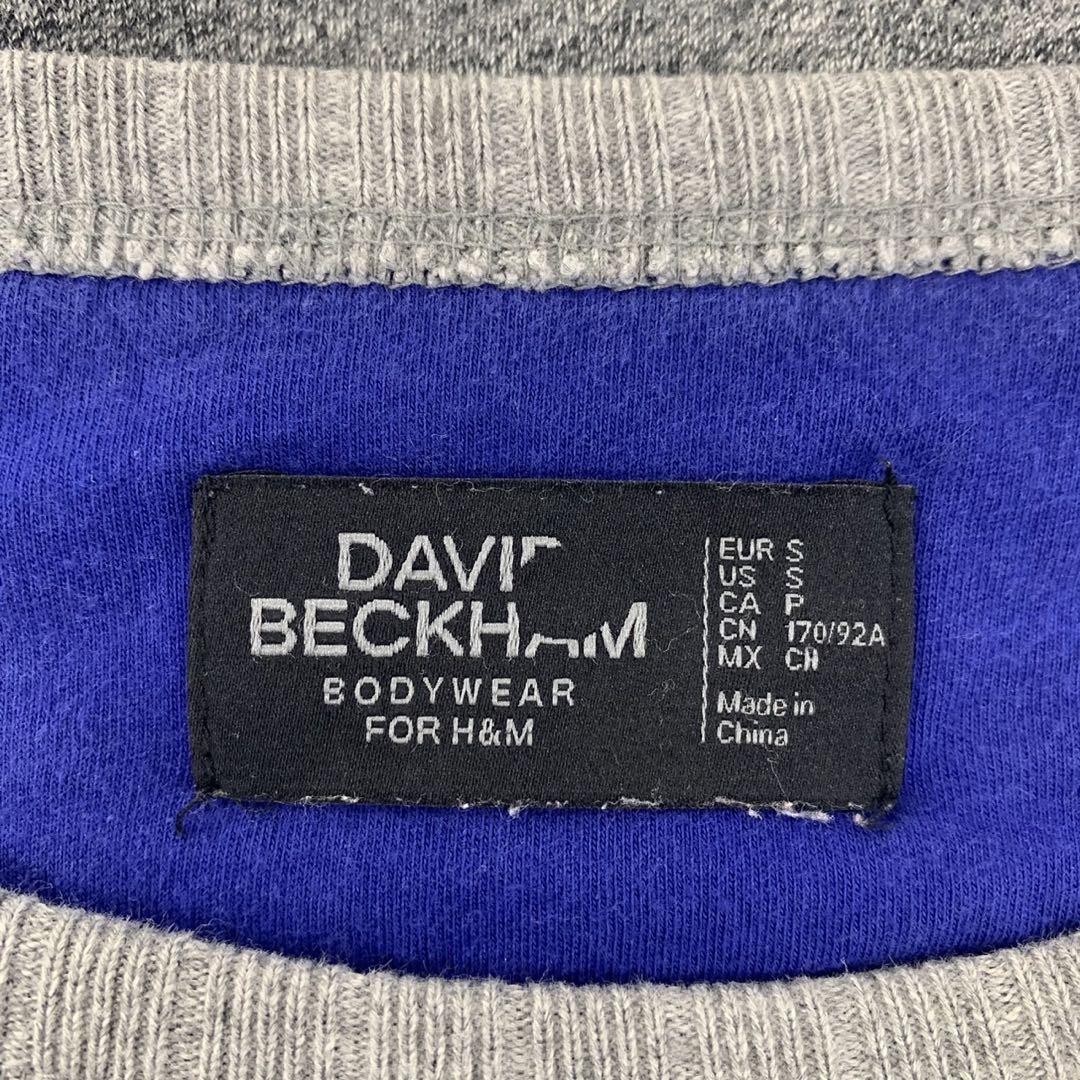 DAVID
BECKHAM
BODYWEAR
FOR H&M
EUR S
US S
CA P
CN 170/92A
MX CH
Made in
China